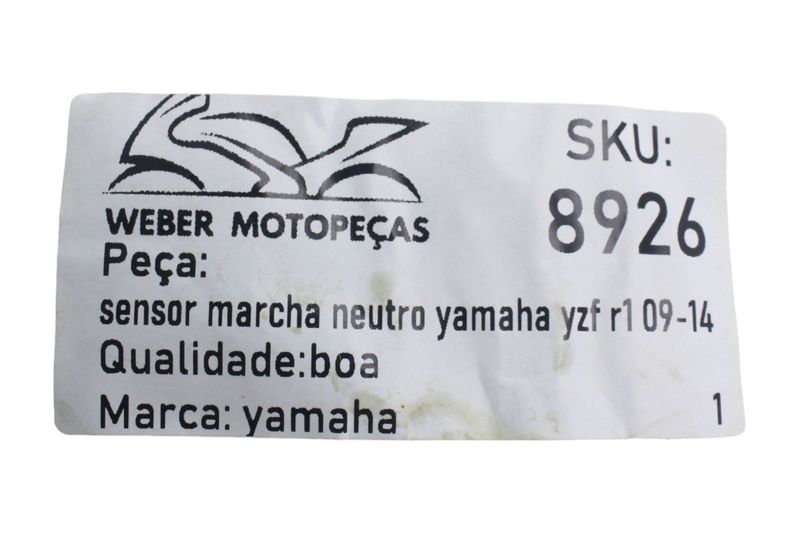 SKU:
8926
WEBER MOTOPEÇAS
Peça:
sensor marcha neutro yamaha yzf r1 09-14
Qualidade:boa
Marca: yamaha
1